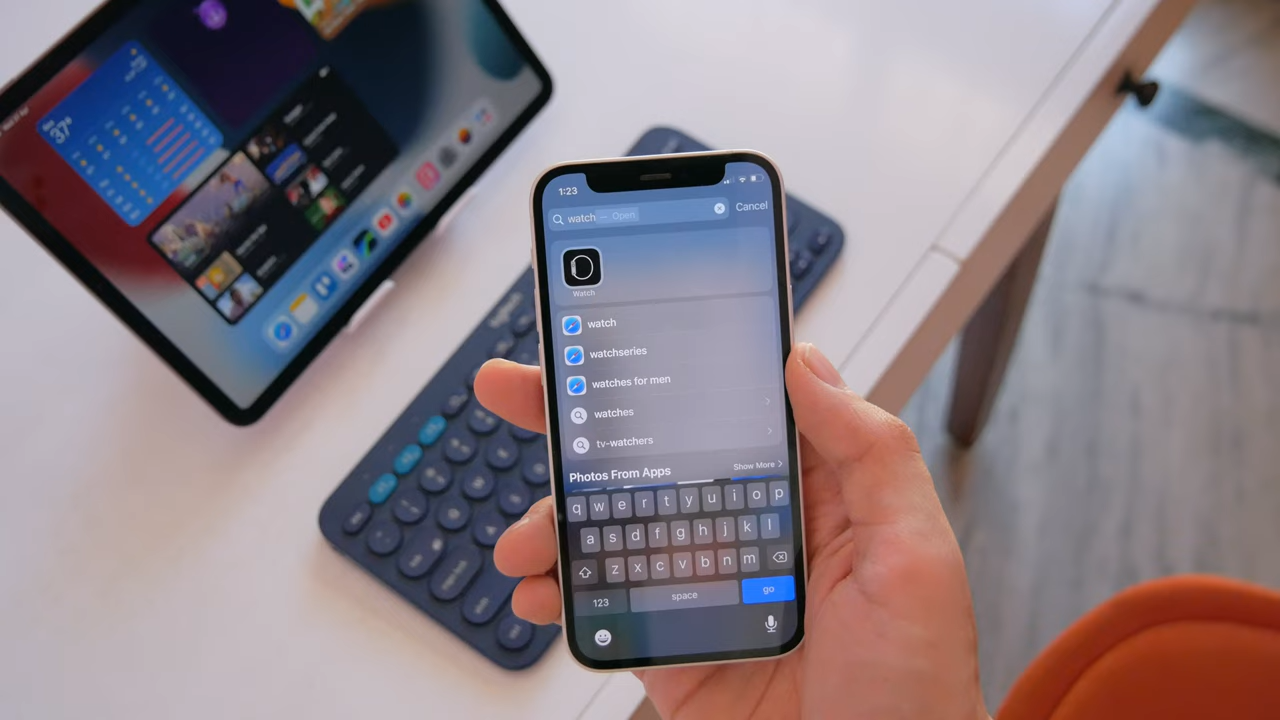 37°
logitech
1:23
watch — Open
Cancel
Watch
watch
watchseries
watches for men
watches
tv-watchers
Photos From Apps
Show More
q w e r t y u i o p
a s d f g h j k l
z x c v b n m
123
space
go